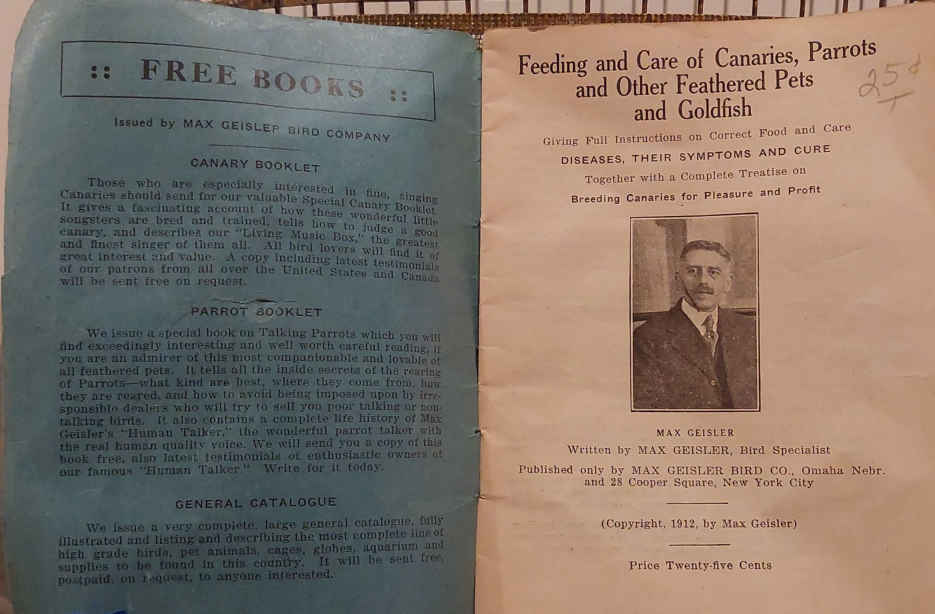 :: FREE BOOKS ::
Issued by MAX GEISLER BIRD COMPANY
CANARY BOOKLET
Those who are especially interested in fine, singing
Canaries should send for our valuable Special Canary Booklet.
It gives a fascinating account of how these wonderful little
songsters are bred and trained, tells how to judge a good
canary, and describes our "Living Music Box," the greatest
and finest singer of them all. All bird lovers will find it of
great interest and value. A copy including latest testimonials
of our patrons from all over the United States and Canada
will be sent free on request.
PARROT BOOKLET
We issue a special book on Talking Parrots which you will
find exceedingly interesting and well worth careful reading, if
you are an admirer of this most companionable and lovable of
all feathered pets. It tells all the inside secrets of the rearing
of Parrots—what kind are best, where they come from, how
they are reared, and how to avoid being imposed upon by irre-
sponsible dealers who will try to sell you poor talking or non-
talking birds. It also contains a complete life history of Max
Geisler's "Human Talker," the wonderful parrot talker with
the real human quality voice. We will send you a copy of this
book free, also latest testimonials of enthusiastic owners of
our famous "Human Talker." Write for it today.
GENERAL CATALOGUE
We issue a very complete, large general catalogue, fully
illustrated and listing and describing the most complete line of
high grade birds, pet animals, cages, globes, aquarium and
supplies to be found in this country. It will be sent free,
postpaid, on request, to anyone interested.
Feeding and Care of Canaries, Parrots
and Other Feathered Pets
and Goldfish
25¢
Giving Full Instructions on Correct Food and Care
DISEASES, THEIR SYMPTOMS AND CURE
Together with a Complete Treatise on
Breeding Canaries for Pleasure and Profit
MAX GEISLER
Written by MAX GEISLER, Bird Specialist
Published only by MAX GEISLER BIRD CO., Omaha Nebr.
and 28 Cooper Square, New York City
(Copyright, 1912, by Max Geisler)
Price Twenty-five Cents